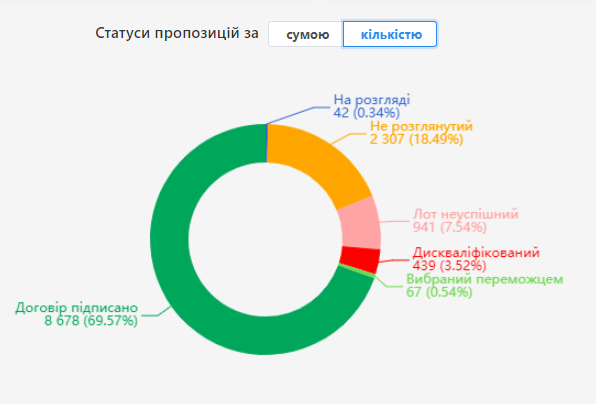 Статуси пропозицій за сумою кількістю
На розгляді
42 (0.34%)
Не розглянутий
2 307 (18.49%)
Лот неуспішний
941 (7.54%)
Дискваліфікований
439 (3.52%)
Вибраний переможцем
67 (0.54%)
Договір підписано
8 678 (69.57%)